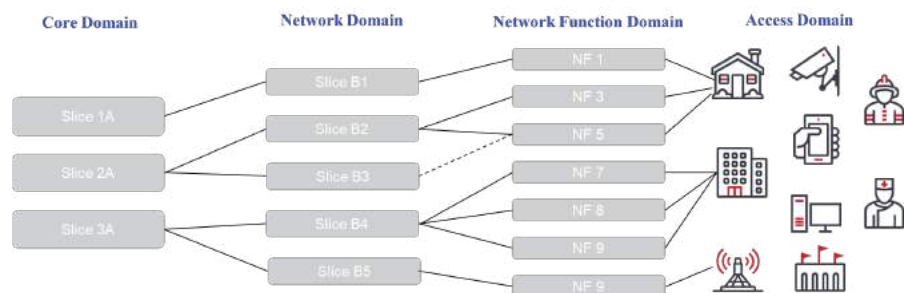 Core Domain
Network Domain
Network Function Domain
Access Domain
Slice 1A
Slice 2A
Slice 3A
Slice B1
Slice B2
Slice B3
Slice B4
Slice B5
NF 1
NF 3
NF 5
NF 7
NF 8
NF 9
NF 9